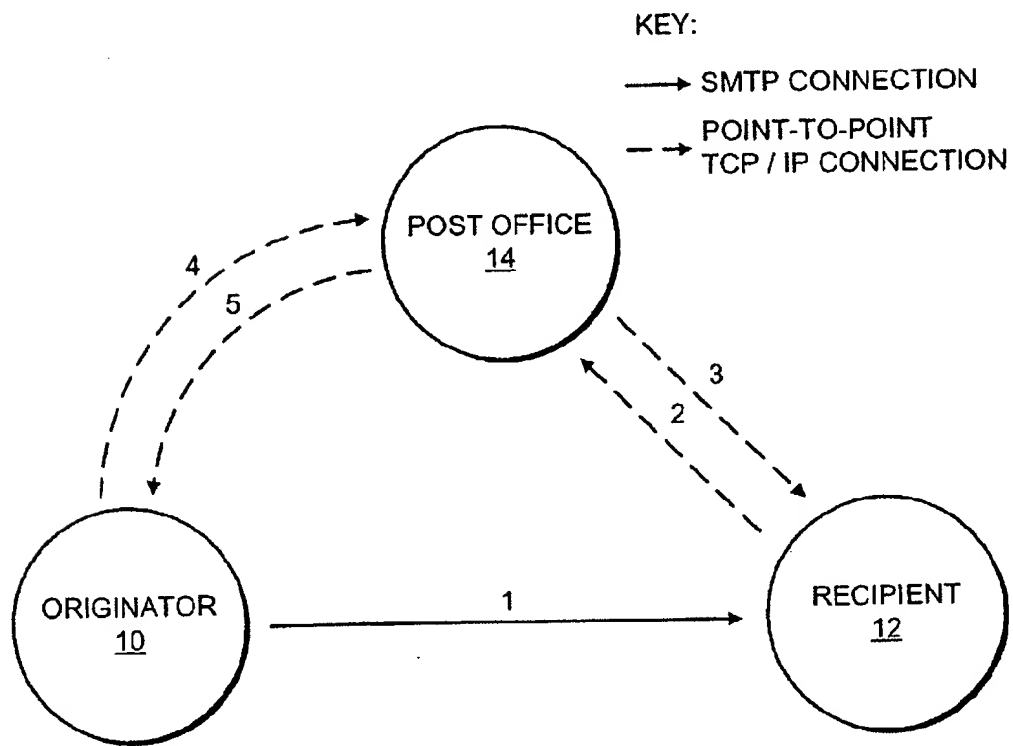 KEY:
SMTP CONNECTION
POINT-TO-POINT
TCP / IP CONNECTION
POST OFFICE
14
4
5
3
2
ORIGINATOR
10
1
RECIPIENT
12